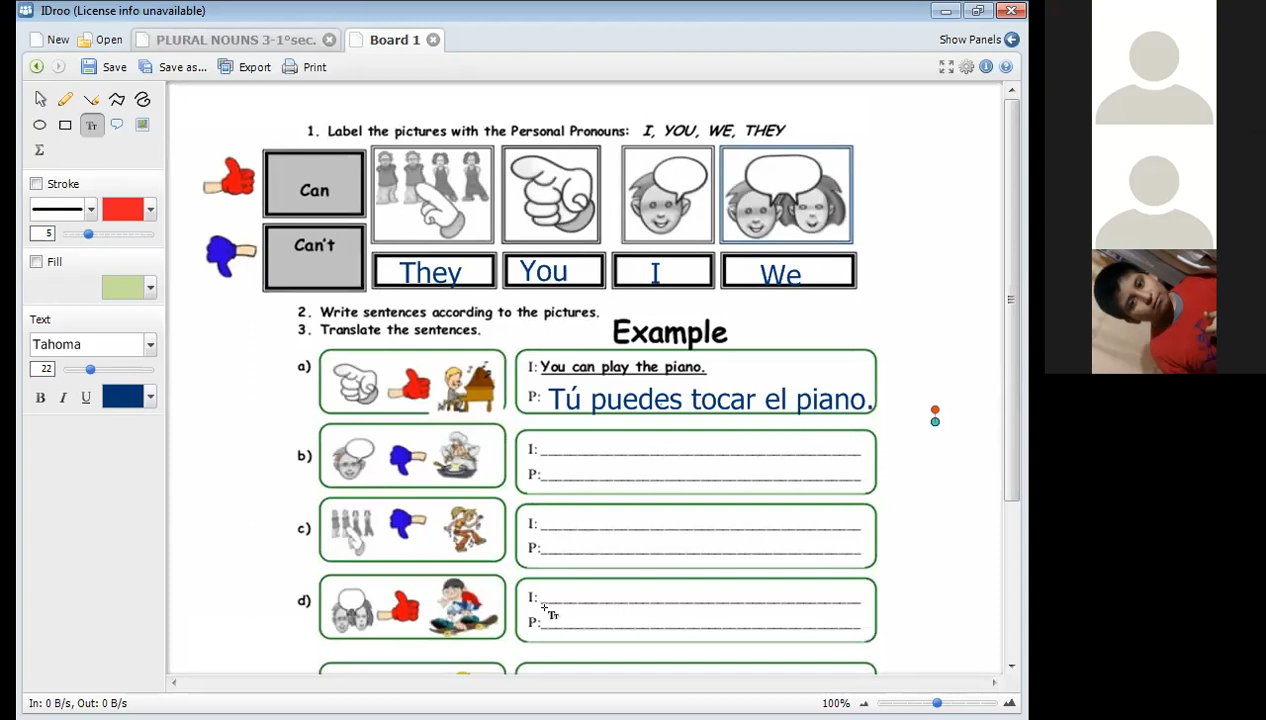 IDroo (License info unavailable)
New Open PLURAL NOUNS 3-1ºsec. Board 1 Show Panels
Save Save as... Export Print
Tт
Σ
Stroke
5
Fill
Text
Tahoma
22
B I U
1. Label the pictures with the Personal Pronouns: I, YOU, WE, THEY
Can
Can't
They You I We
2. Write sentences according to the pictures.
3. Translate the sentences.
Example
a) I: You can play the piano.
P: Tú puedes tocar el piano.
b) I:
P:
c) I:
P:
d) I:
P:
In: 0 B/s, Out: 0 B/s 100%